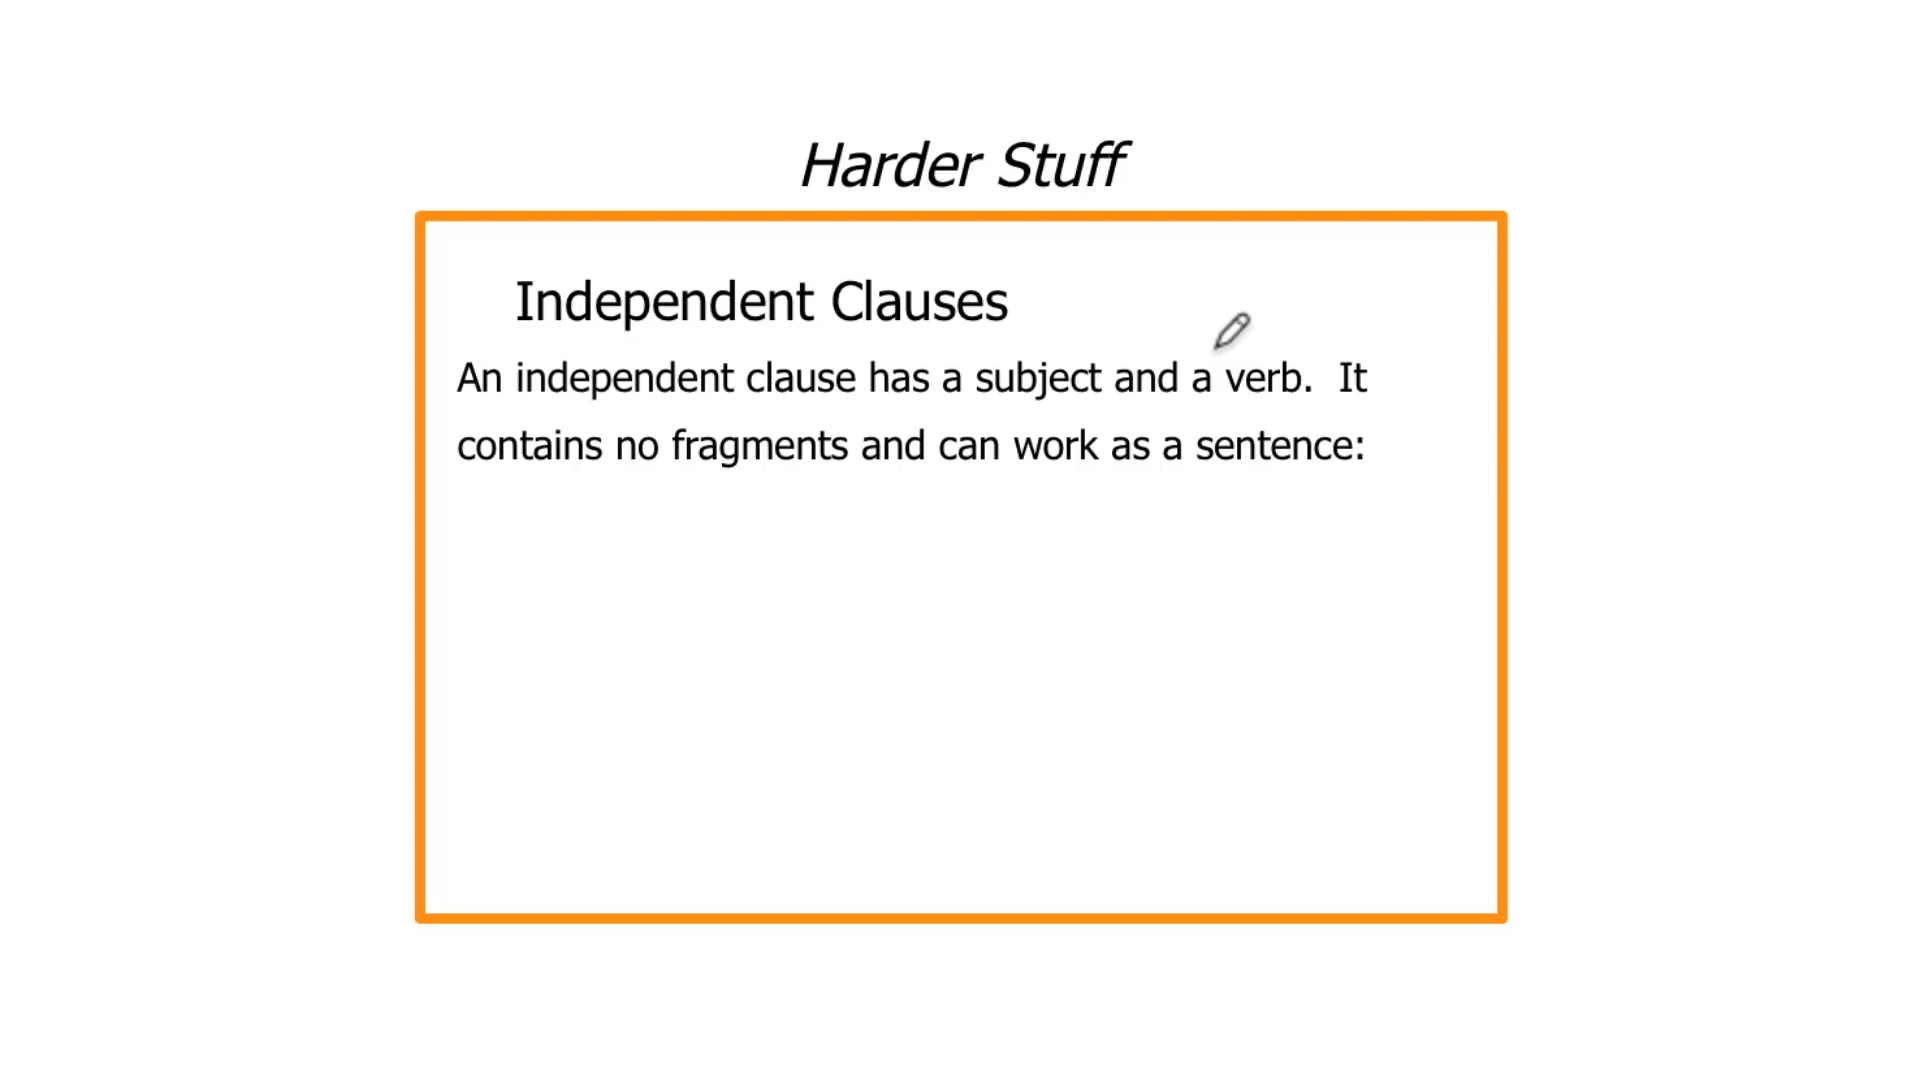 Harder Stuff
Independent Clauses
An independent clause has a subject and a verb.  It
contains no fragments and can work as a sentence: